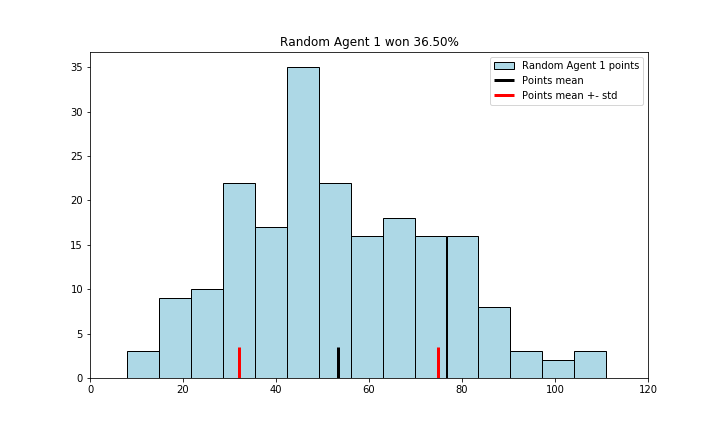 Random Agent 1 won 36.50%
Random Agent 1 points
Points mean
Points mean +- std
35
30
25
20
15
10
5
0
0 20 40 60 80 100 120